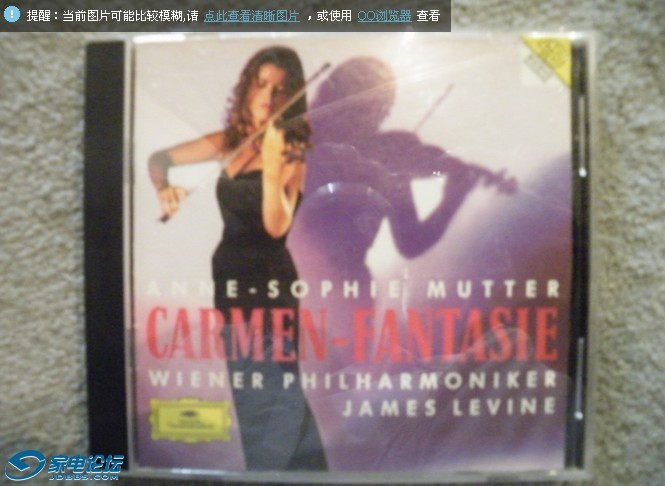 提醒：当前图片可能比较模糊,请 点此查看清晰图片 ，或使用 QQ浏览器 查看
ANNE-SOPHIE MUTTER
CARMEN-FANTASIE
WIENER PHILHARMONIKER
JAMES LEVINE
家电论坛
JDBBS.COM